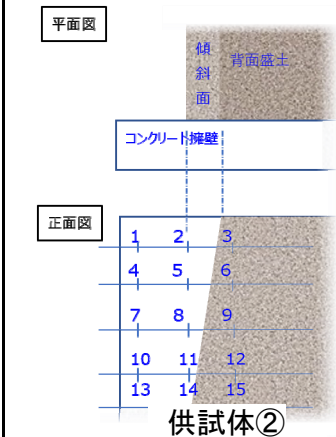 平面図
傾
斜
面
背面盛土
コンクリート擁壁
正面図
1 2 3
4 5 6
7 8 9
10 11 12
13 14 15
供試体②